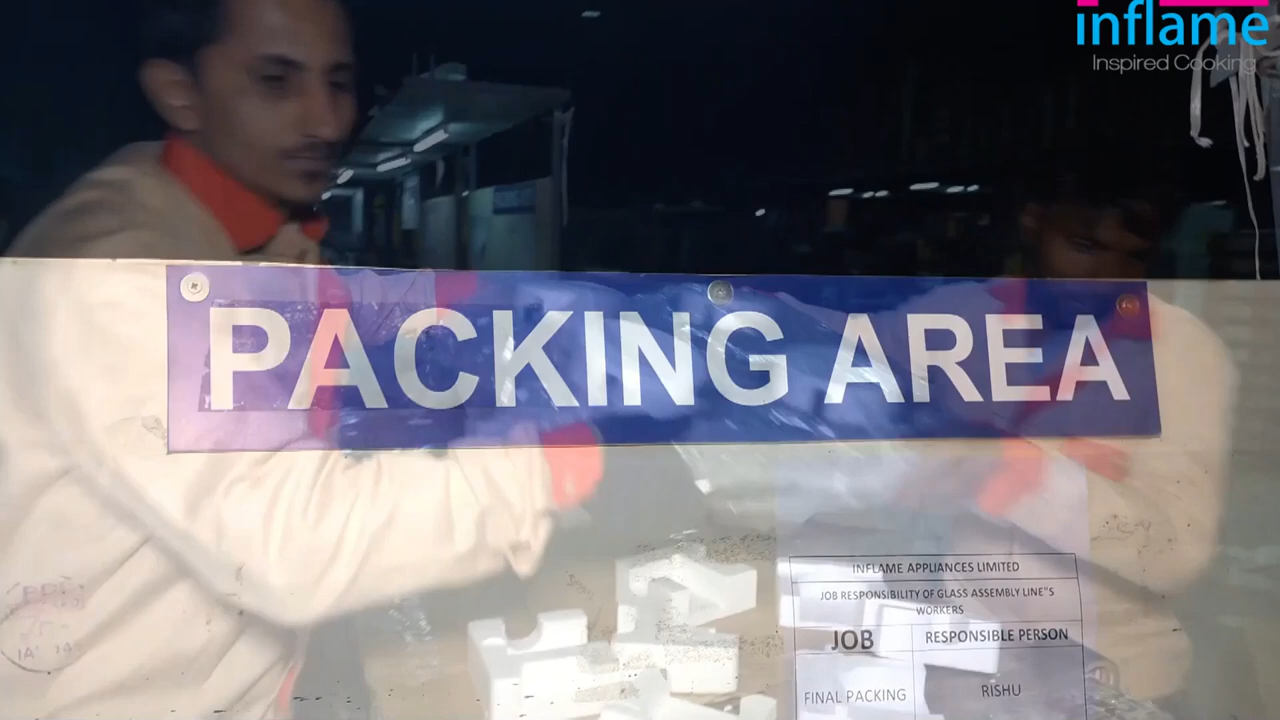 inflame
Inspired Cooking
PACKING AREA
INFLAME APPLIANCES LIMITED
JOB RESPONSIBILITY OF GLASS ASSEMBLY LINE"S
WORKERS
JOB RESPONSIBLE PERSON
FINAL PACKING RISHU